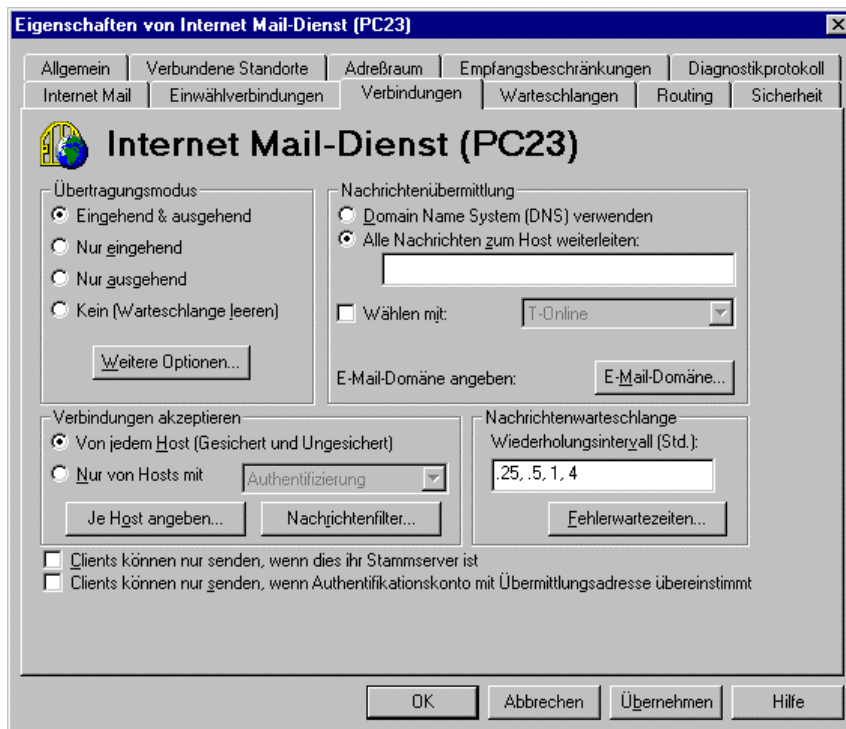 Eigenschaften von Internet Mail-Dienst (PC23)
Allgemein Verbundene Standorte Adreßraum Empfangsbeschränkungen Diagnostikprotokoll
Internet Mail Einwählverbindungen Verbindungen Warteschlangen Routing Sicherheit
Internet Mail-Dienst (PC23)
Übertragungsmodus
Eingehend & ausgehend
Nur eingehend
Nur ausgehend
Kein (Warteschlange leeren)
Weitere Optionen...
Nachrichtenübermittlung
Domain Name System (DNS) verwenden
Alle Nachrichten zum Host weiterleiten:
Wählen mit: T-Online
E-Mail-Domäne angeben: E-Mail-Domäne...
Verbindungen akzeptieren
Von jedem Host (Gesichert und Ungesichert)
Nur von Hosts mit Authentifizierung
Je Host angeben... Nachrichtenfilter...
Nachrichtenwarteschlange
Wiederholungsintervall (Std.):
.25, .5, 1, 4
Fehlerwartezeiten...
Clients können nur senden, wenn dies ihr Stammserver ist
Clients können nur senden, wenn Authentifikationskonto mit Übermittlungsadresse übereinstimmt
OK Abbrechen Übernehmen Hilfe